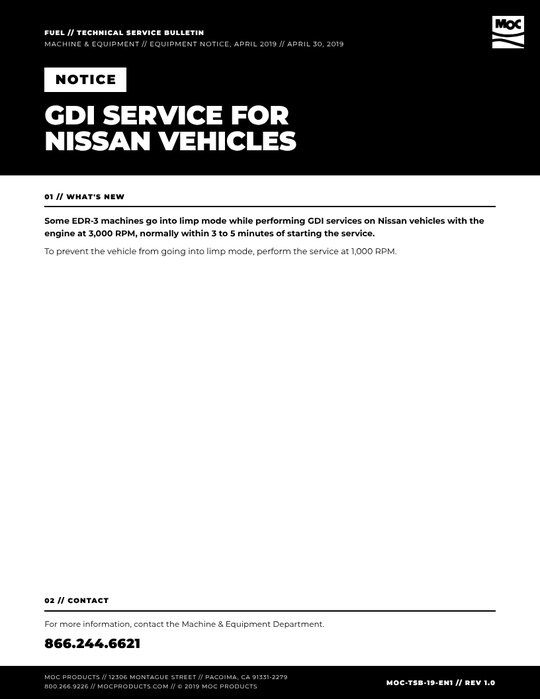 FUEL // TECHNICAL SERVICE BULLETIN
MACHINE & EQUIPMENT // EQUIPMENT NOTICE, APRIL 2019 // APRIL 30, 2019
MOC
NOTICE
GDI SERVICE FOR
NISSAN VEHICLES
01 // WHAT'S NEW
Some EDR-3 machines go into limp mode while performing GDI services on Nissan vehicles with the
engine at 3,000 RPM, normally within 3 to 5 minutes of starting the service.
To prevent the vehicle from going into limp mode, perform the service at 1,000 RPM.
02 // CONTACT
For more information, contact the Machine & Equipment Department.
866.244.6621
MOC PRODUCTS // 12306 MONTAGUE STREET // PACOIMA, CA 91331-2279
800.266.9226 // MOCPRODUCTS.COM // © 2019 MOC PRODUCTS
MOC-TSB-19-EN1 // REV 1.0